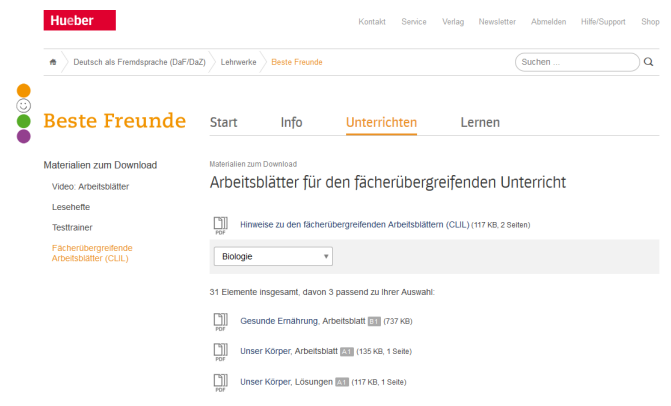 Hueber
Kontakt Service Verlag Newsletter Abmelden Hilfe/Support Shop
Deutsch als Fremdsprache (DaF/DaZ) Lehrwerke Beste Freunde
Suchen ...
Beste Freunde
Start Info Unterrichten Lernen
Materialien zum Download
Video: Arbeitsblätter
Lesehefte
Testtrainer
Fächerübergreifende
Arbeitsblätter (CLIL)
Materialien zum Download
Arbeitsblätter für den fächerübergreifenden Unterricht
PDF Hinweise zu den fächerübergreifenden Arbeitsblättern (CLIL) (117 KB, 2 Seiten)
Biologie
31 Elemente insgesamt, davon 3 passend zu Ihrer Auswahl:
PDF Gesunde Ernährung, Arbeitsblatt B1 (737 KB)
PDF Unser Körper, Arbeitsblatt A1 (135 KB, 1 Seite)
PDF Unser Körper, Lösungen A1 (117 KB, 1 Seite)